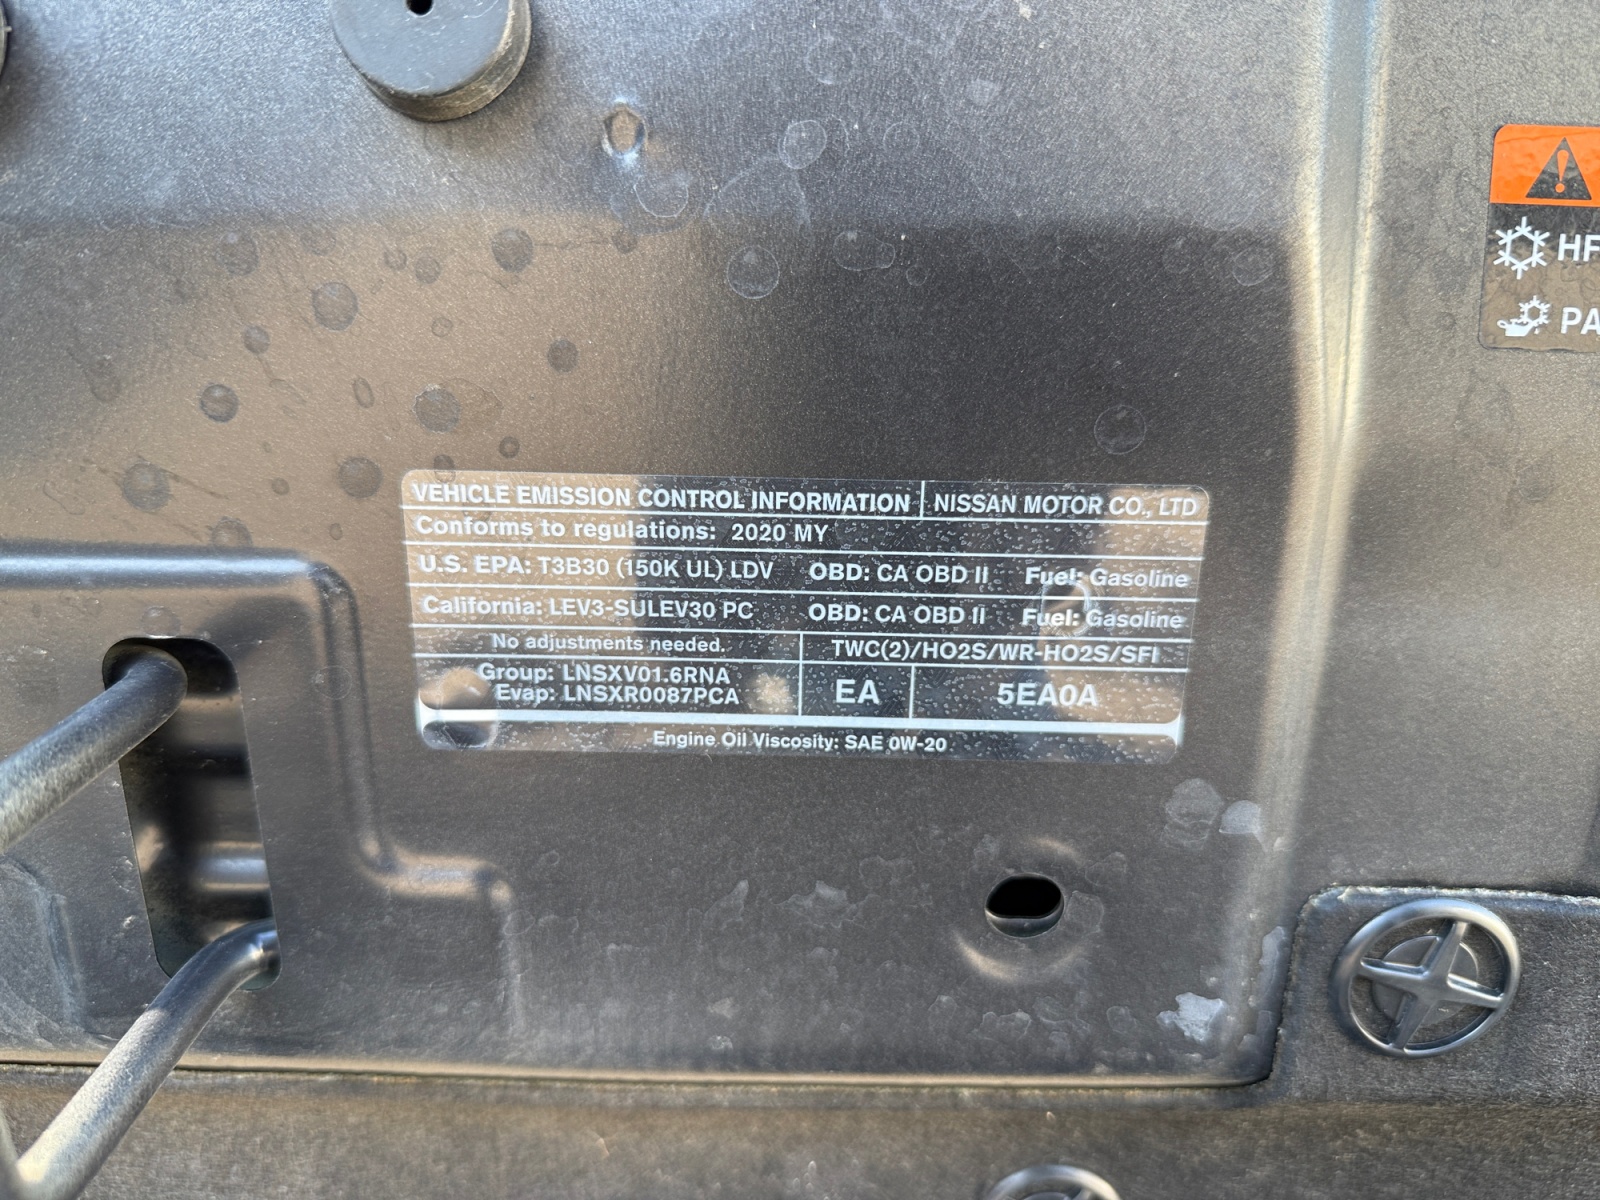 VEHICLE EMISSION CONTROL INFORMATION NISSAN MOTOR CO., LTD
Conforms to regulations: 2020 MY
U.S. EPA: T3B30 (150K UL) LDV OBD: CA OBD II Fuel: Gasoline
California: LEV3-SULEV30 PC OBD: CA OBD II Fuel: Gasoline
No adjustments needed. TWC(2)/HO2S/WR-HO2S/SFI
Group: LNSXV01.6RNA
Evap: LNSXR0087PCA
EA 5EA0A
Engine Oil Viscosity: SAE 0W-20
HF
PA